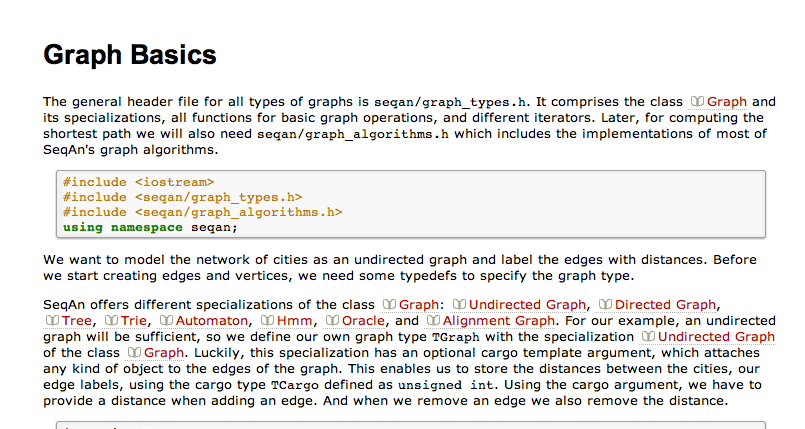 Graph Basics
The general header file for all types of graphs is seqan/graph_types.h. It comprises the class Graph and
its specializations, all functions for basic graph operations, and different iterators. Later, for computing the
shortest path we will also need seqan/graph_algorithms.h which includes the implementations of most of
SeqAn's graph algorithms.
#include <iostream>
#include <seqan/graph_types.h>
#include <seqan/graph_algorithms.h>
using namespace seqan;
We want to model the network of cities as an undirected graph and label the edges with distances. Before
we start creating edges and vertices, we need some typedefs to specify the graph type.
SeqAn offers different specializations of the class Graph: Undirected Graph, Directed Graph,
Tree, Trie, Automaton, Hmm, Oracle, and Alignment Graph. For our example, an undirected
graph will be sufficient, so we define our own graph type TGraph with the specialization Undirected Graph
of the class Graph. Luckily, this specialization has an optional cargo template argument, which attaches
any kind of object to the edges of the graph. This enables us to store the distances between the cities, our
edge labels, using the cargo type TCargo defined as unsigned int. Using the cargo argument, we have to
provide a distance when adding an edge. And when we remove an edge we also remove the distance.